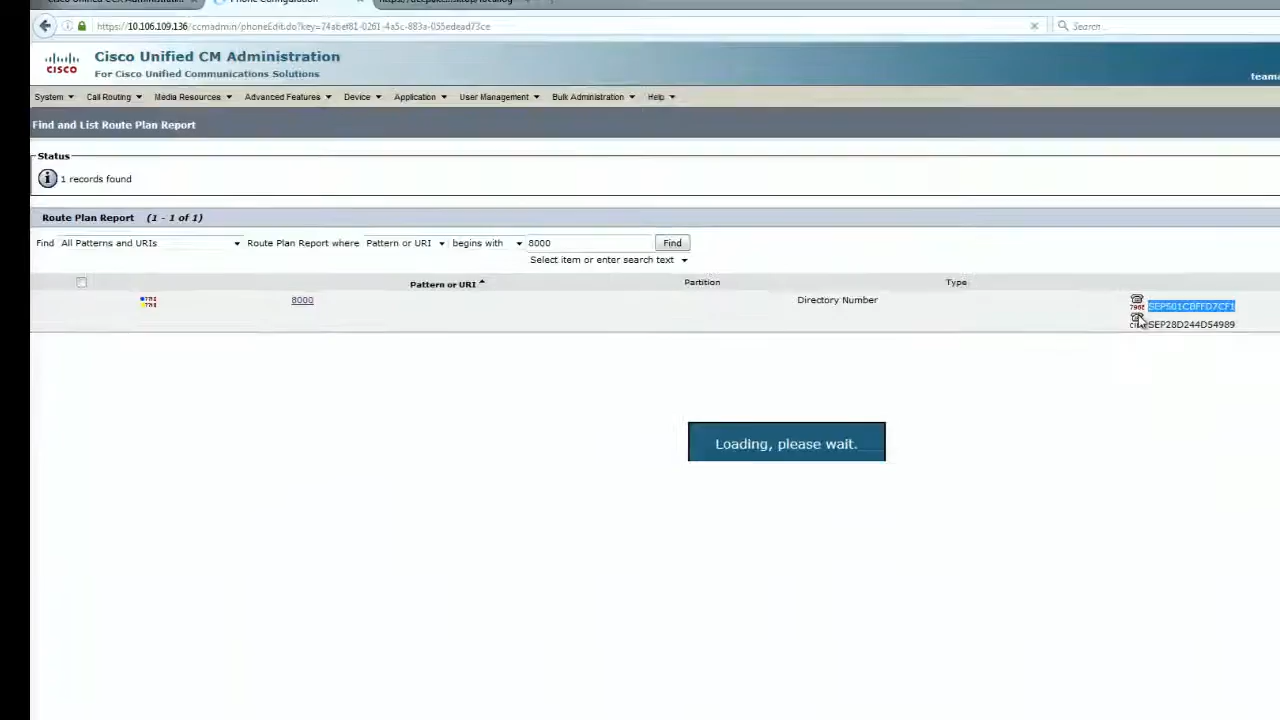 Phone Configuration
https://10.106.109.136/ccmadmin/phoneEdit.do?key=74abef81-0261-4a5c-883a-055edead73ce
Search...
CISCO
Cisco Unified CM Administration
For Cisco Unified Communications Solutions
System Call Routing Media Resources Advanced Features Device Application User Management Bulk Administration Help
Find and List Route Plan Report
Status
1 records found
Route Plan Report (1 - 1 of 1)
Find All Patterns and URIs Route Plan Report where Pattern or URI begins with 8000 Find
Select item or enter search text
Pattern or URI Partition Type
8000 Directory Number SEP501CBFFD7CF1
SEP28D244D54989
Loading, please wait.